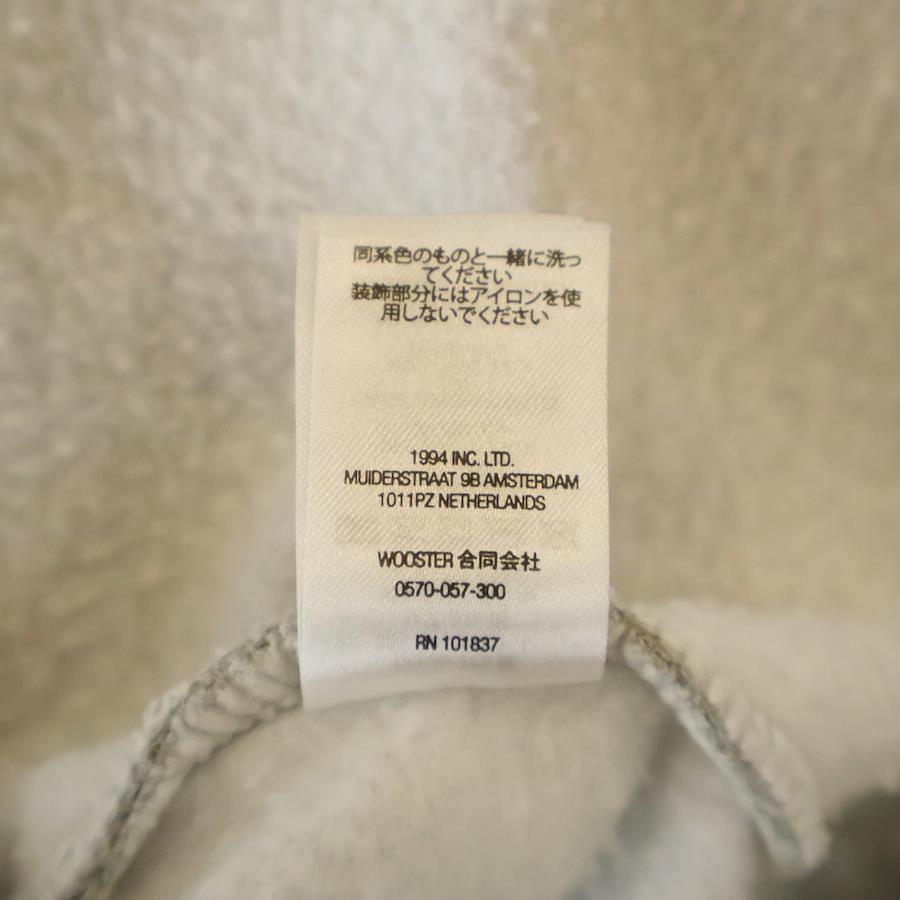 同系色のものと一緒に洗っ
てください
装飾部分にはアイロンを使
用しないでください
1994 INC. LTD.
MUIDERSTRAAT 9B AMSTERDAM
1011PZ NETHERLANDS
WOOSTER 合同会社
0570-057-300
RN 101837